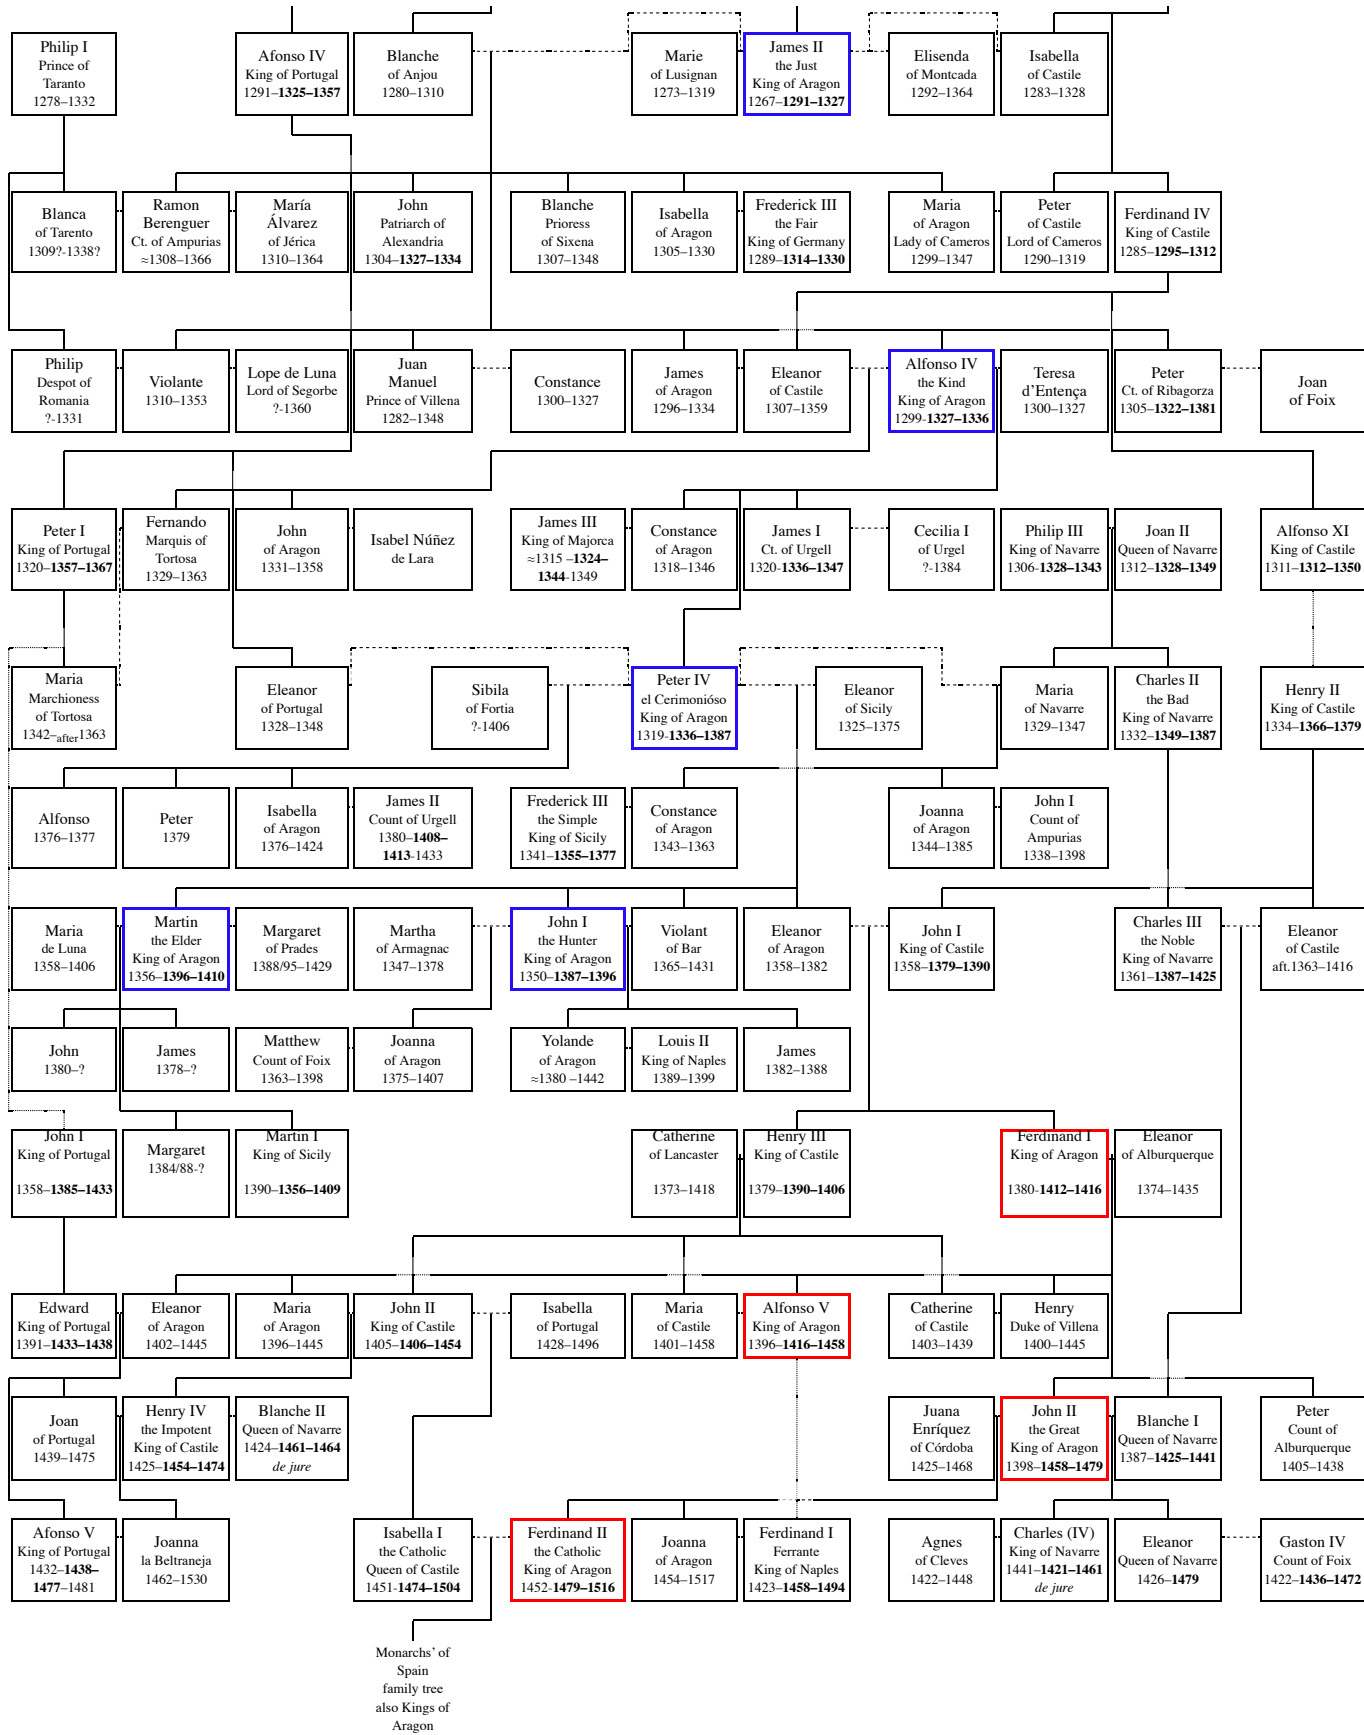 Philip I
Prince of
Taranto
1278–1332
Afonso IV
King of Portugal
1291–1325–1357
Blanche
of Anjou
1280–1310
Marie
of Lusignan
1273–1319
James II
the Just
King of Aragon
1267–1291–1327
Elisenda
of Montcada
1292–1364
Isabella
of Castile
1283–1328
Blanca
of Tarento
1309?-1338?
Ramon
Berenguer
Ct. of Ampurias
≈1308–1366
María
Álvarez
of Jérica
1310–1364
John
Patriarch of
Alexandria
1304–1327–1334
Blanche
Prioress
of Sixena
1307–1348
Isabella
of Aragon
1305–1330
Frederick III
the Fair
King of Germany
1289–1314–1330
Maria
of Aragon
Lady of Cameros
1299–1347
Peter
of Castile
Lord of Cameros
1290–1319
Ferdinand IV
King of Castile
1285–1295–1312
Philip
Despot of
Romania
?-1331
Violante
1310–1353
Lope de Luna
Lord of Segorbe
?-1360
Juan
Manuel
Prince of Villena
1282–1348
Constance
1300–1327
James
of Aragon
1296–1334
Eleanor
of Castile
1307–1359
Alfonso IV
the Kind
King of Aragon
1299-1327–1336
Teresa
d'Entença
1300–1327
Peter
Ct. of Ribagorza
1305–1322–1381
Joan
of Foix
Peter I
King of Portugal
1320–1357–1367
Fernando
Marquis of
Tortosa
1329–1363
John
of Aragon
1331–1358
Isabel Núñez
de Lara
James III
King of Majorca
≈1315 –1324–
1344-1349
Constance
of Aragon
1318–1346
James I
Ct. of Urgell
1320-1336–1347
Cecilia I
of Urgel
?-1384
Philip III
King of Navarre
1306-1328–1343
Joan II
Queen of Navarre
1312–1328–1349
Alfonso XI
King of Castile
1311–1312–1350
Maria
Marchioness
of Tortosa
1342–after1363
Eleanor
of Portugal
1328–1348
Sibila
of Fortia
?-1406
Peter IV
el Cerimonióso
King of Aragon
1319-1336–1387
Eleanor
of Sicily
1325–1375
Maria
of Navarre
1329–1347
Charles II
the Bad
King of Navarre
1332–1349–1387
Henry II
King of Castile
1334–1366–1379
Alfonso
1376–1377
Peter
1379
Isabella
of Aragon
1376–1424
James II
Count of Urgell
1380–1408–
1413-1433
Frederick III
the Simple
King of Sicily
1341–1355–1377
Constance
of Aragon
1343–1363
Joanna
of Aragon
1344–1385
John I
Count of
Ampurias
1338–1398
Maria
de Luna
1358–1406
Martin
the Elder
King of Aragon
1356–1396–1410
Margaret
of Prades
1388/95–1429
Martha
of Armagnac
1347–1378
John I
the Hunter
King of Aragon
1350–1387–1396
Violant
of Bar
1365–1431
Eleanor
of Aragon
1358–1382
John I
King of Castile
1358–1379–1390
Charles III
the Noble
King of Navarre
1361–1387–1425
Eleanor
of Castile
aft.1363–1416
John
1380–?
James
1378–?
Matthew
Count of Foix
1363–1398
Joanna
of Aragon
1375–1407
Yolande
of Aragon
≈1380 –1442
Louis II
King of Naples
1389–1399
James
1382–1388
John I
King of Portugal
1358–1385–1433
Margaret
1384/88-?
Martin I
King of Sicily
1390–1356–1409
Catherine
of Lancaster
1373–1418
Henry III
King of Castile
1379–1390–1406
Ferdinand I
King of Aragon
1380-1412–1416
Eleanor
of Alburquerque
1374–1435
Edward
King of Portugal
1391–1433–1438
Eleanor
of Aragon
1402–1445
Maria
of Aragon
1396–1445
John II
King of Castile
1405–1406–1454
Isabella
of Portugal
1428–1496
Maria
of Castile
1401–1458
Alfonso V
King of Aragon
1396–1416–1458
Catherine
of Castile
1403–1439
Henry
Duke of Villena
1400–1445
Joan
of Portugal
1439–1475
Henry IV
the Impotent
King of Castile
1425–1454–1474
Blanche II
Queen of Navarre
1424–1461–1464
de jure
Juana
Enríquez
of Córdoba
1425–1468
John II
the Great
King of Aragon
1398–1458–1479
Blanche I
Queen of Navarre
1387–1425–1441
Peter
Count of
Alburquerque
1405–1438
Afonso V
King of Portugal
1432–1438–
1477–1481
Joanna
la Beltraneja
1462–1530
Isabella I
the Catholic
Queen of Castile
1451-1474–1504
Ferdinand II
the Catholic
King of Aragon
1452-1479–1516
Joanna
of Aragon
1454–1517
Ferdinand I
Ferrante
King of Naples
1423–1458–1494
Agnes
of Cleves
1422–1448
Charles (IV)
King of Navarre
1441–1421–1461
de jure
Eleanor
Queen of Navarre
1426–1479
Gaston IV
Count of Foix
1422–1436–1472
Monarchs' of
Spain
family tree
also Kings of
Aragon